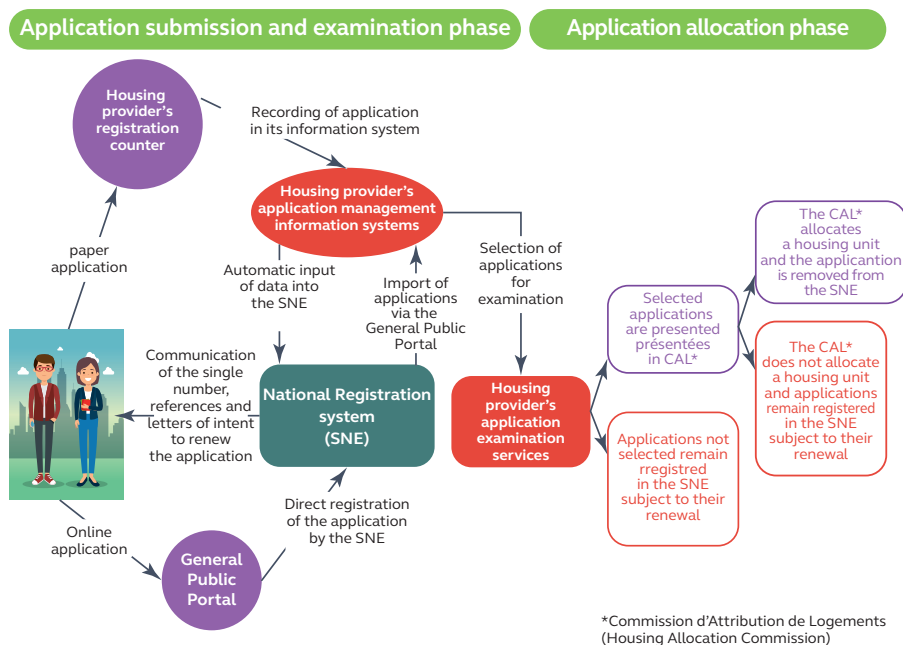 Application submission and examination phase
Application allocation phase
Housing
provider's
registration
counter
Recording of application
in its information system
Housing provider's
application management
information systems
paper
application
Automatic input
of data into
the SNE
Import of
applications
via the
General Public
Portal
Selection of
applications
for
examination
The CAL*
allocates
a housing unit
and the applicantion
is removed from
the SNE
Selected
applications
are presented
présentées
in CAL*
The CAL*
does not allocate
a housing unit
and applications
remain registered
in the SNE
subject to their
renewal
Communication
of the single
number,
references and
letters of intent
to renew
the application
National Registration
system
(SNE)
Housing
provider's
application
examination
services
Applications not
selected remain
rregistred
in the SNE
subject to their
renewal
Online
application
Direct registration
of the application
by the SNE
General
Public
Portal
*Commission d'Attribution de Logements
(Housing Allocation Commission)